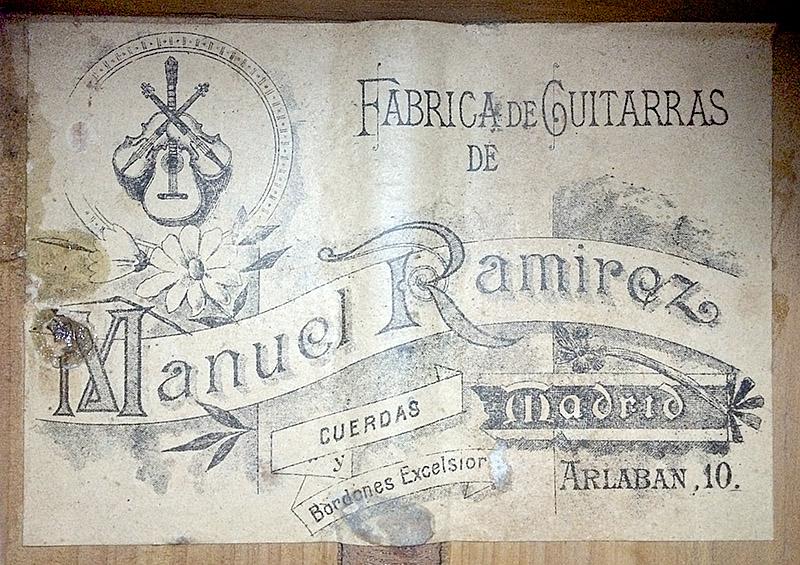 FABRICA DE GUITARRAS
DE
Manuel Ramirez
CUERDAS
y
Bordones Excelsior
Madrid
ARLABAN, 10.